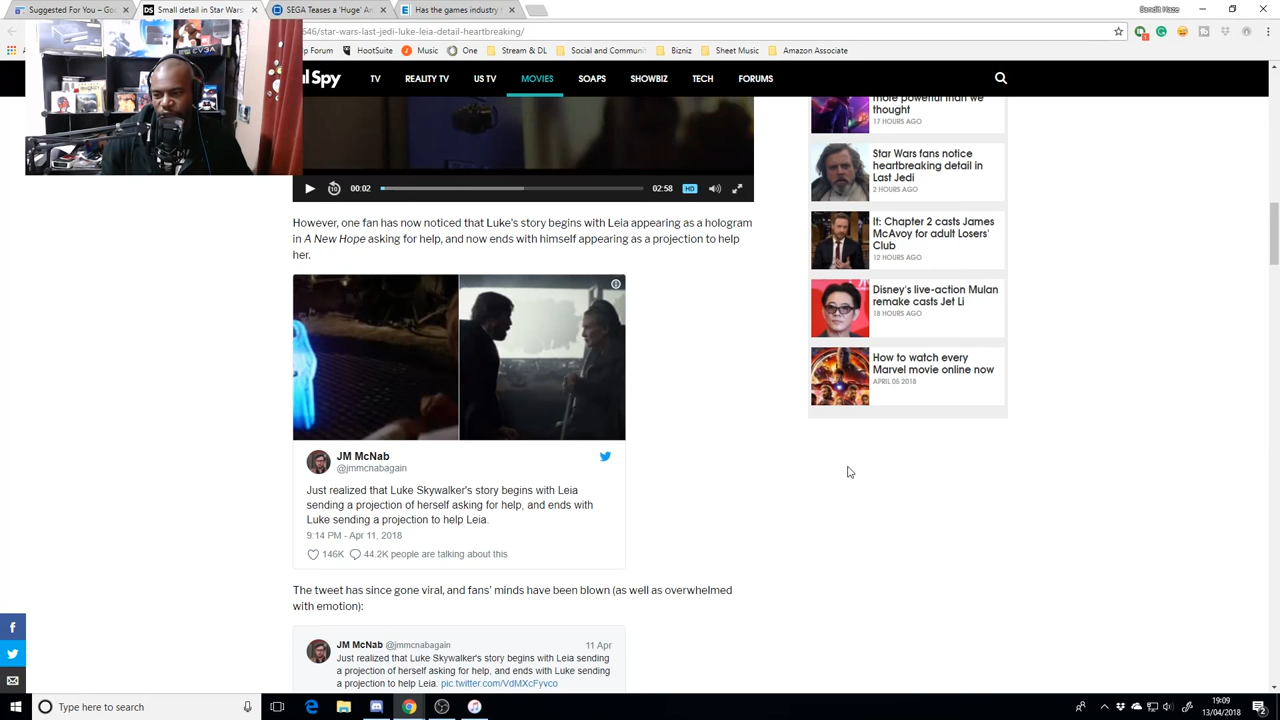 Suggested For You – Go
Small detail in Star Wars
SEGA Teases a 'Huge' An
Has the games industry
Bandit Haze
646/star-wars-last-jedi-luke-leia-detail-heartbreaking/
p Forum
HootSuite
Music
One
Stream & DL
Social and Communi
Bizniz
Sheet Music
Amazon Associate
al Spy
TV
REALITY TV
US TV
MOVIES
SOAPS
SHOWBIZ
TECH
FORUMS
more powerful than we
thought
17 HOURS AGO
Star Wars fans notice
heartbreaking detail in
Last Jedi
2 HOURS AGO
It: Chapter 2 casts James
McAvoy for adult Losers'
Club
12 HOURS AGO
Disney's live-action Mulan
remake casts Jet Li
18 HOURS AGO
How to watch every
Marvel movie online now
APRIL 05 2018
00:02
02:58
HD
However, one fan has now noticed that Luke's story begins with Leia appearing as a hologram
in A New Hope asking for help, and now ends with himself appearing as a projection to help
her.
JM McNab
@jmmcnabagain
Just realized that Luke Skywalker's story begins with Leia
sending a projection of herself asking for help, and ends with
Luke sending a projection to help Leia.
9:14 PM - Apr 11, 2018
146K
44.2K people are talking about this
The tweet has since gone viral, and fans' minds have been blown (as well as overwhelmed
with emotion):
JM McNab @jmmcnabagain
11 Apr
Just realized that Luke Skywalker's story begins with Leia sending
a projection of herself asking for help, and ends with Luke sending
a projection to help Leia. pic.twitter.com/VdMXcFyvco
Type here to search
19:09
13/04/2018